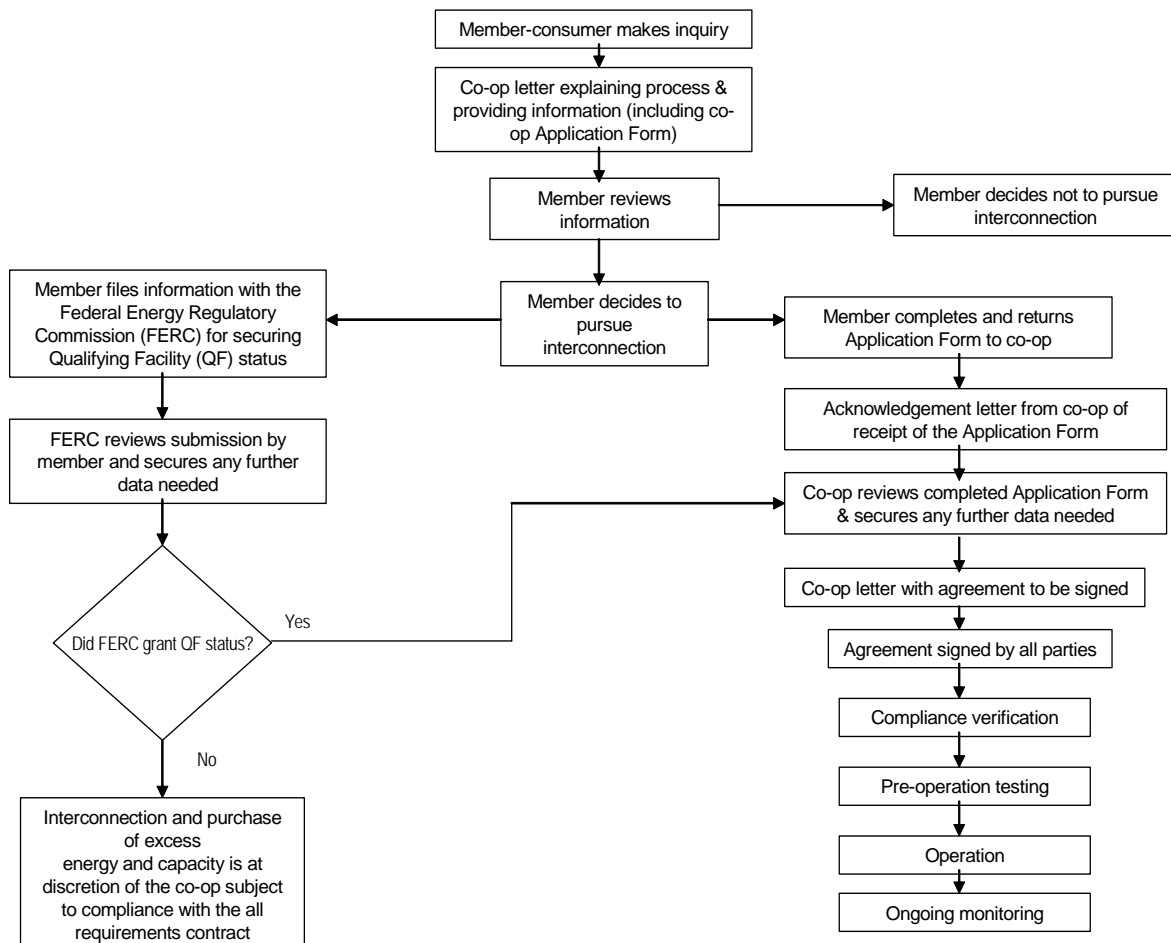 Member-consumer makes inquiry
Co-op letter explaining process &
providing information (including co-
op Application Form)
Member reviews
information
Member decides not to pursue
interconnection
Member decides to
pursue
interconnection
Member files information with the
Federal Energy Regulatory
Commission (FERC) for securing
Qualifying Facility (QF) status
FERC reviews submission by
member and secures any further
data needed
Did FERC grant QF status?
Yes
No
Interconnection and purchase
of excess
energy and capacity is at
discretion of the co-op subject
to compliance with the all
requirements contract
Member completes and returns
Application Form to co-op
Acknowledgement letter from co-op of
receipt of the Application Form
Co-op reviews completed Application Form
& secures any further data needed
Co-op letter with agreement to be signed
Agreement signed by all parties
Compliance verification
Pre-operation testing
Operation
Ongoing monitoring